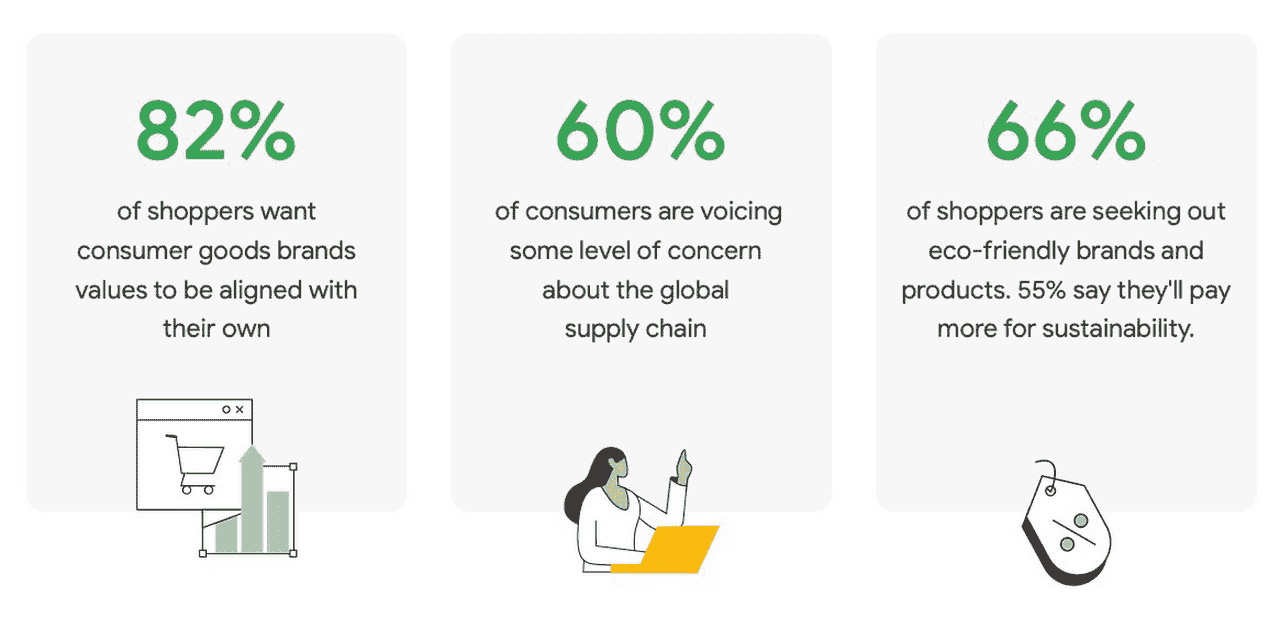 82%
of shoppers want
consumer goods brands
values to be aligned with
their own
60%
of consumers are voicing
some level of concern
about the global
supply chain
66%
of shoppers are seeking out
eco-friendly brands and
products. 55% say they'll pay
more for sustainability.